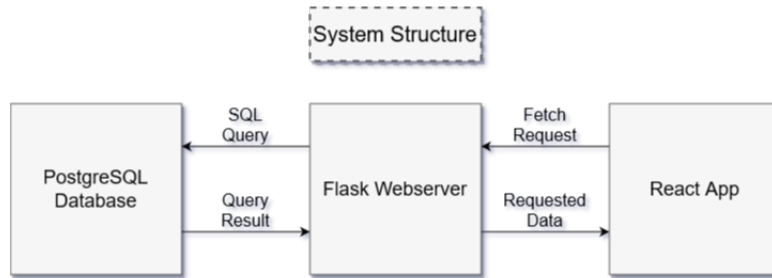 System Structure
SQL
Query
Fetch
Request
PostgreSQL
Database
Flask Webserver
React App
Query
Result
Requested
Data